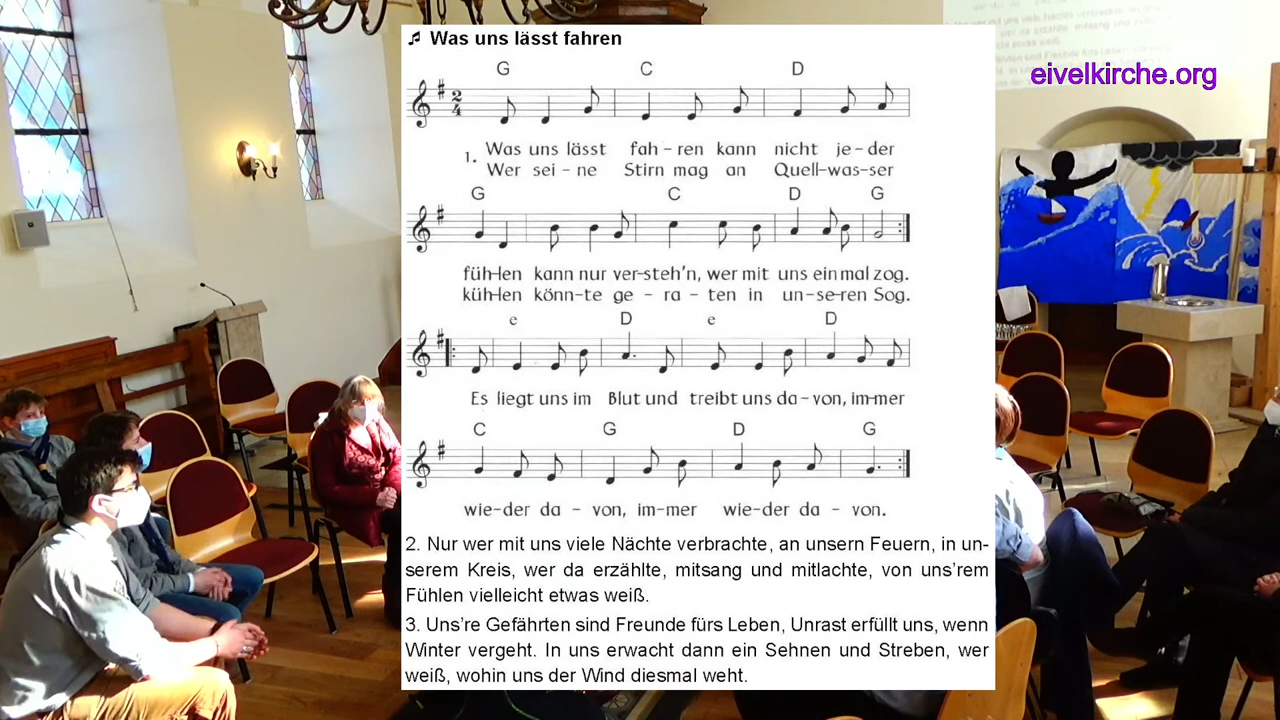 ♫ Was uns lässt fahren
eivelkirche.org
G C D
2
4
1. Was uns lässt fah-ren kann nicht je-der
Wer sei-ne Stirn mag an Quell-was-ser
G C D G
füh-len kann nur ver-steh'n, wer mit uns einmal zog.
küh-len könn-te ge-ra-ten in un-se-ren Sog.
e D e D
Es liegt uns im Blut und treibt uns da-von, im-mer
C G D G
wie-der da-von, im-mer wie-der da-von.
2. Nur wer mit uns viele Nächte verbrachte, an unsern Feuern, in un-
serem Kreis, wer da erzählte, mitsang und mitlachte, von uns'rem
Fühlen vielleicht etwas weiß.
3. Uns're Gefährten sind Freunde fürs Leben, Unrast erfüllt uns, wenn
Winter vergeht. In uns erwacht dann ein Sehnen und Streben, wer
weiß, wohin uns der Wind diesmal weht.